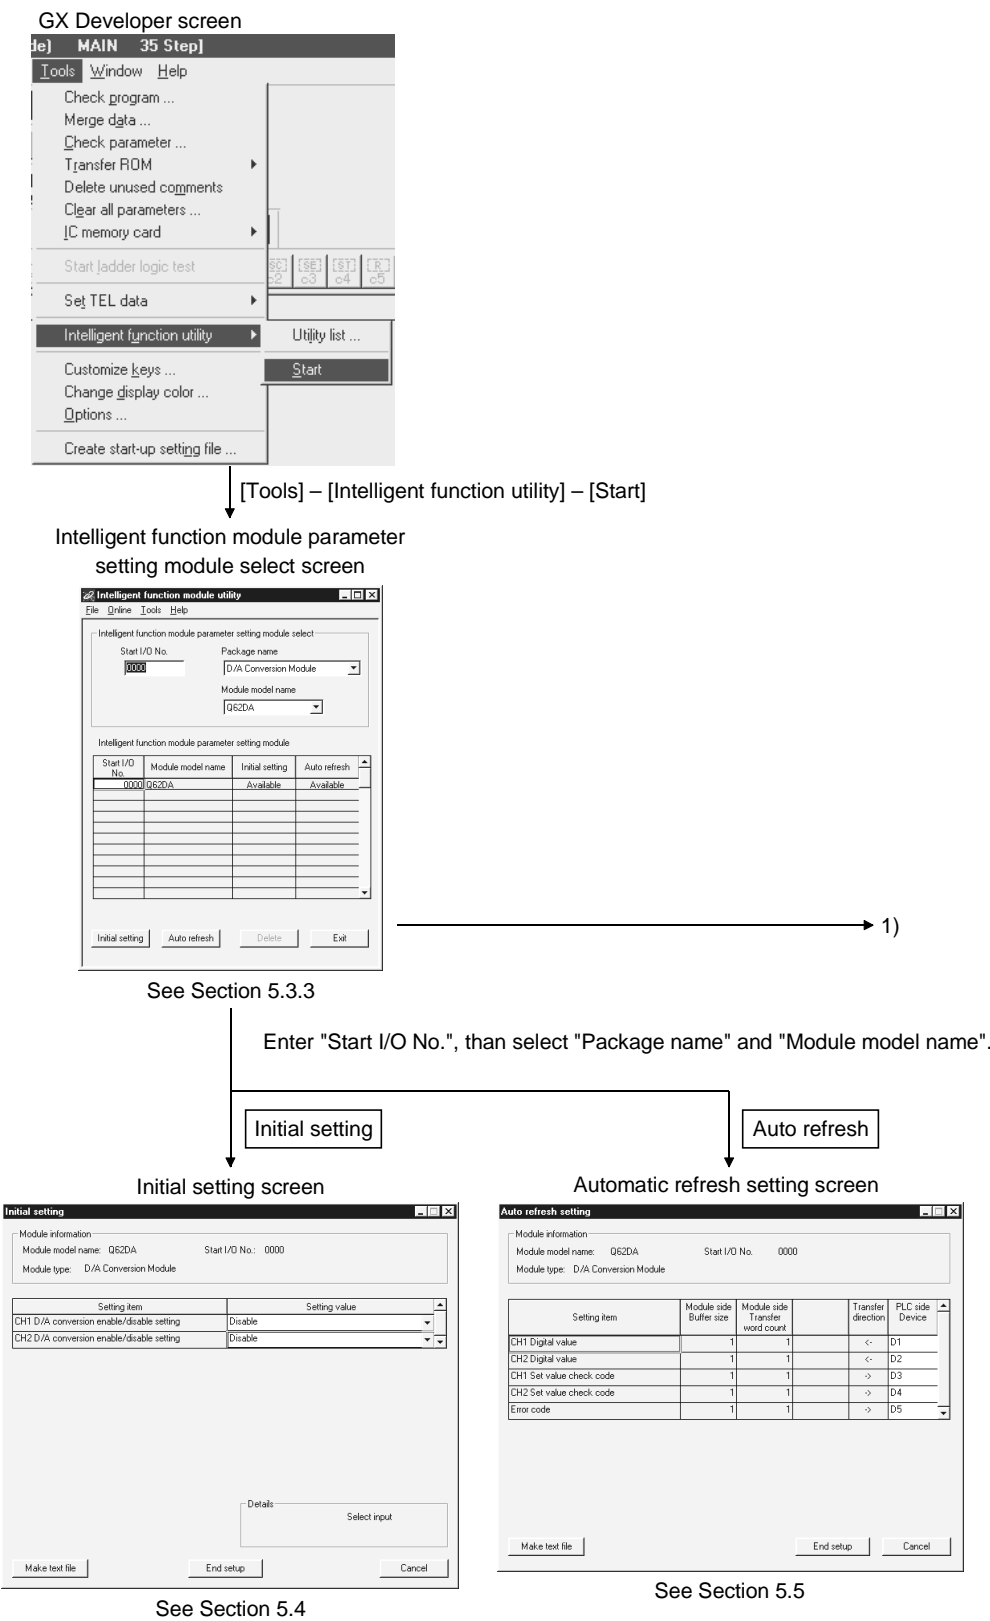 GX Developer screen
de)   MAIN   35 Step]
Tools Window Help
Check program ...
Merge data ...
Check parameter ...
Transfer ROM
Delete unused comments
Clear all parameters ...
IC memory card
Start ladder logic test
Set TEL data
Intelligent function utility
Utility list ...
Start
Customize keys ...
Change display color ...
Options ...
Create start-up setting file ...
[Tools] – [Intelligent function utility] – [Start]
Intelligent function module parameter
setting module select screen
Intelligent function module utility
File Online Tools Help
Intelligent function module parameter setting module select
Start I/O No. Package name
0000 D/A Conversion Module
Module model name
Q62DA
Intelligent function module parameter setting module
Start I/O No. Module model name Initial setting Auto refresh
0000 Q62DA Available Available
Initial setting Auto refresh Delete Exit
1)
See Section 5.3.3
Enter "Start I/O No.", than select "Package name" and "Module model name".
Initial setting
Auto refresh
Initial setting screen
Initial setting
Module information
Module model name: Q62DA Start I/O No.: 0000
Module type: D/A Conversion Module
Setting item Setting value
CH1 D/A conversion enable/disable setting Disable
CH2 D/A conversion enable/disable setting Disable
Details
Select input
Make text file End setup Cancel
See Section 5.4
Automatic refresh setting screen
Auto refresh setting
Module information
Module model name: Q62DA Start I/O No. 0000
Module type: D/A Conversion Module
Setting item Module side Buffer size Module side Transfer word count Transfer direction PLC side Device
CH1 Digital value 1 1 <- D1
CH2 Digital value 1 1 <- D2
CH1 Set value check code 1 1 -> D3
CH2 Set value check code 1 1 -> D4
Error code 1 1 -> D5
Make text file End setup Cancel
See Section 5.5